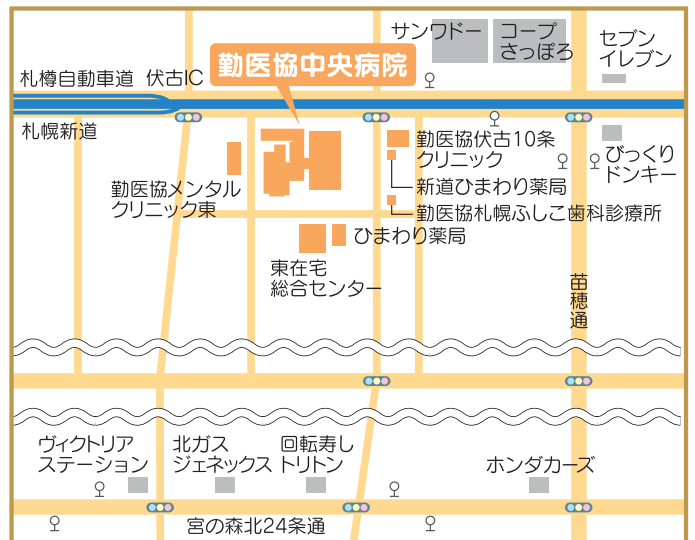 サンワドー
コープ
さっぽろ
セブン
イレブン
勤医協中央病院
札樽自動車道 伏古IC
札幌新道
勤医協伏古10条
クリニック
びっくり
ドンキー
勤医協メンタル
クリニック東
新道ひまわり薬局
勤医協札幌ふしこ歯科診療所
ひまわり薬局
東在宅
総合センター
苗穂通
ヴィクトリア
ステーション
北ガス
ジェネックス
回転寿し
トリトン
ホンダカーズ
宮の森北24条通